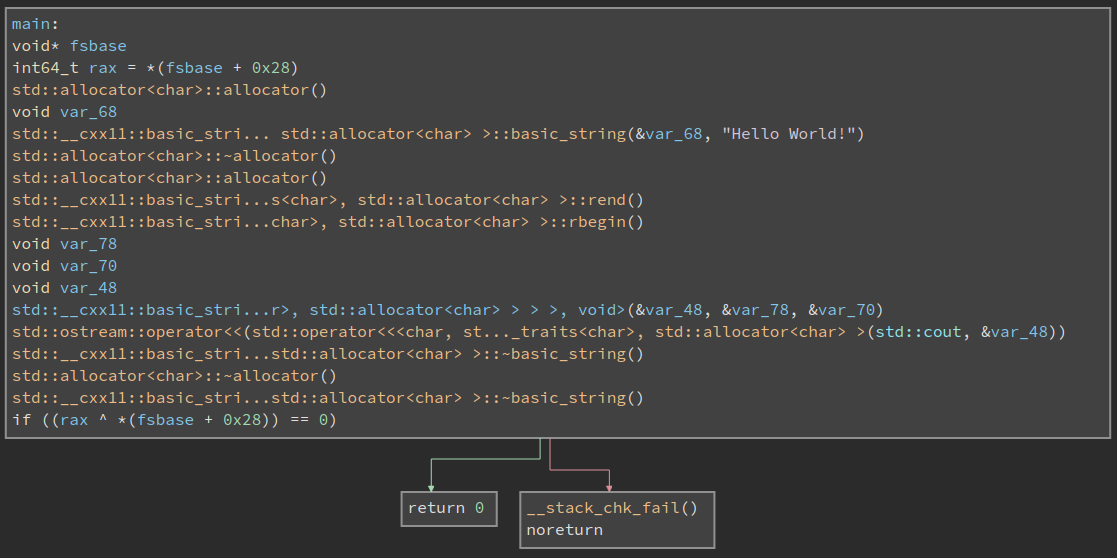 main:
void* fsbase
int64_t rax = *(fsbase + 0x28)
std::allocator<char>::allocator()
void var_68
std::__cxx11::basic_stri... std::allocator<char> >::basic_string(&var_68, "Hello World!")
std::allocator<char>::~allocator()
std::allocator<char>::allocator()
std::__cxx11::basic_stri...s<char>, std::allocator<char> >::rend()
std::__cxx11::basic_stri...char>, std::allocator<char> >::rbegin()
void var_78
void var_70
void var_48
std::__cxx11::basic_stri...r>, std::allocator<char> > > >, void>(&var_48, &var_78, &var_70)
std::ostream::operator<<(std::operator<<<char, st..._traits<char>, std::allocator<char> >(std::cout, &var_48))
std::__cxx11::basic_stri...std::allocator<char> >::~basic_string()
std::allocator<char>::~allocator()
std::__cxx11::basic_stri...std::allocator<char> >::~basic_string()
if ((rax ^ *(fsbase + 0x28)) == 0)
return 0
__stack_chk_fail()
noreturn